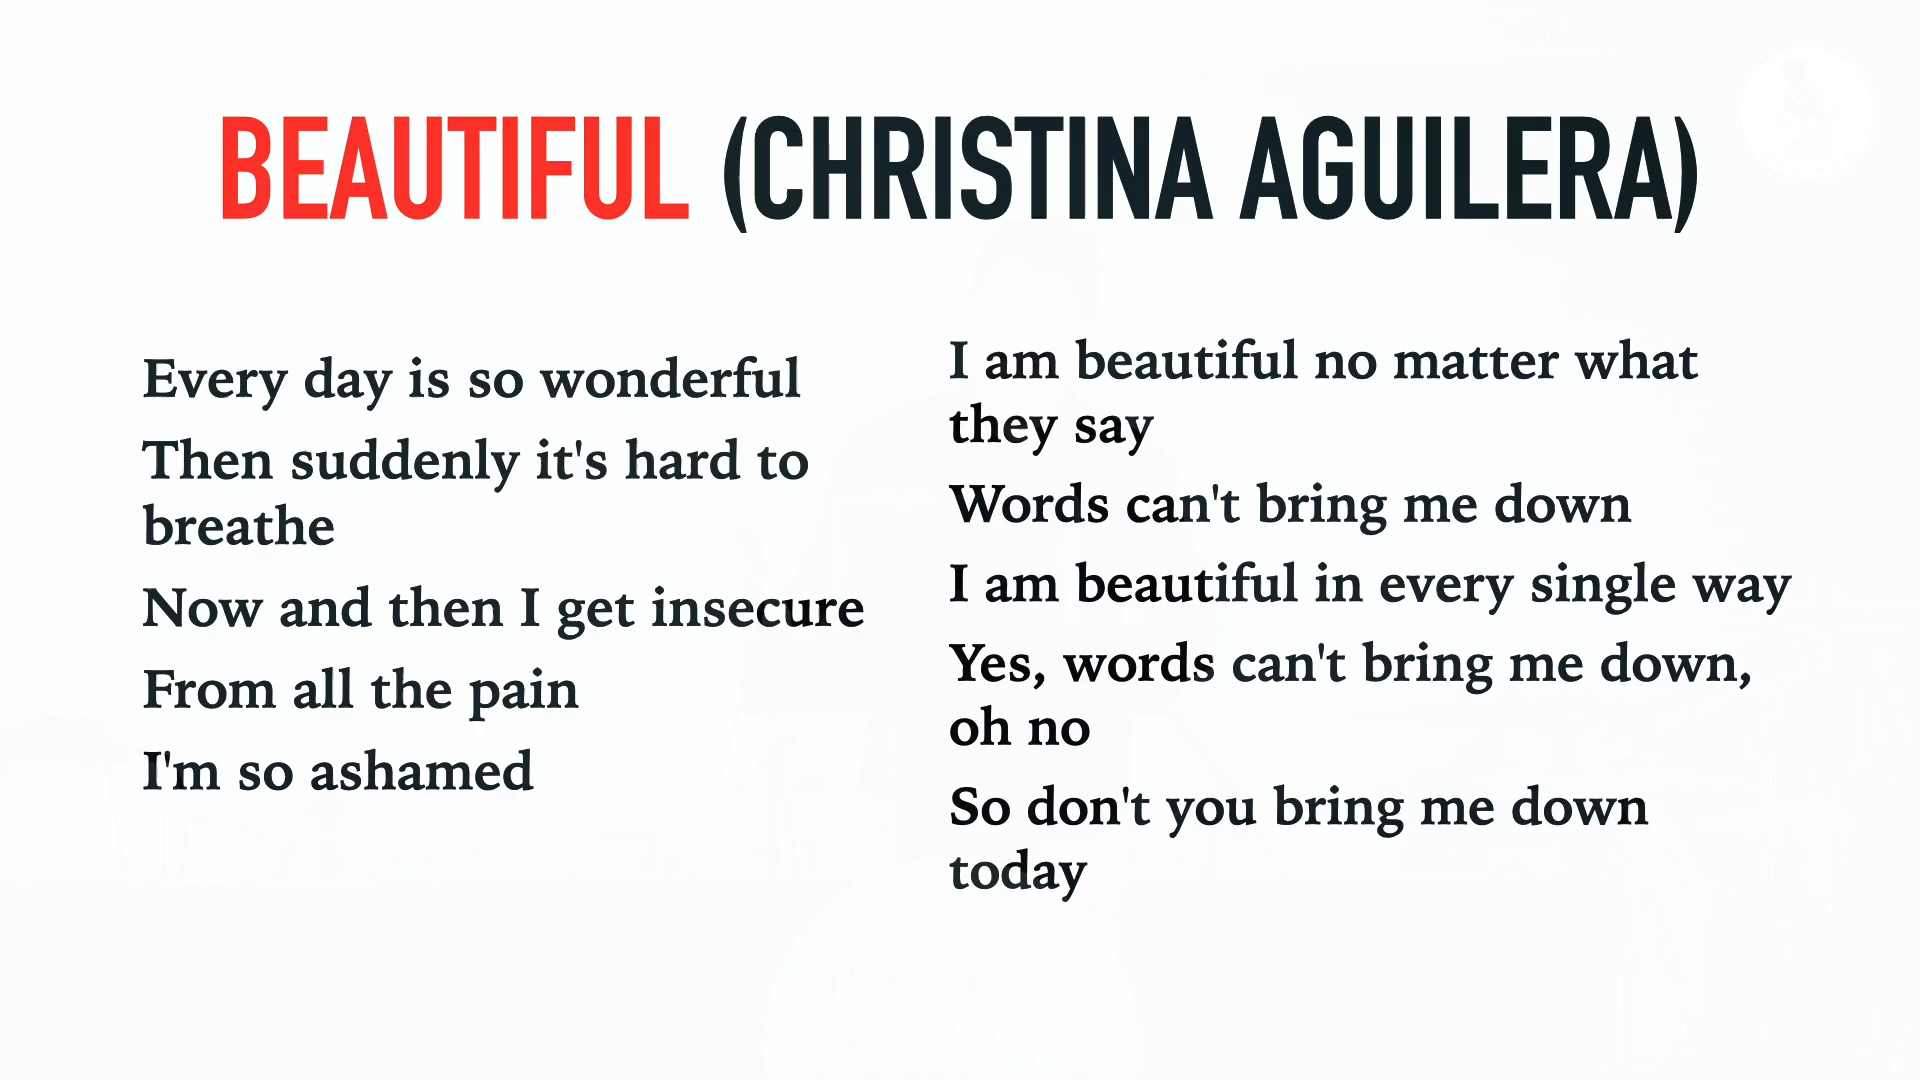 BEAUTIFUL (CHRISTINA AGUILERA)
Every day is so wonderful
Then suddenly it's hard to
breathe
Now and then I get insecure
From all the pain
I'm so ashamed
I am beautiful no matter what
they say
Words can't bring me down
I am beautiful in every single way
Yes, words can't bring me down,
oh no
So don't you bring me down
today